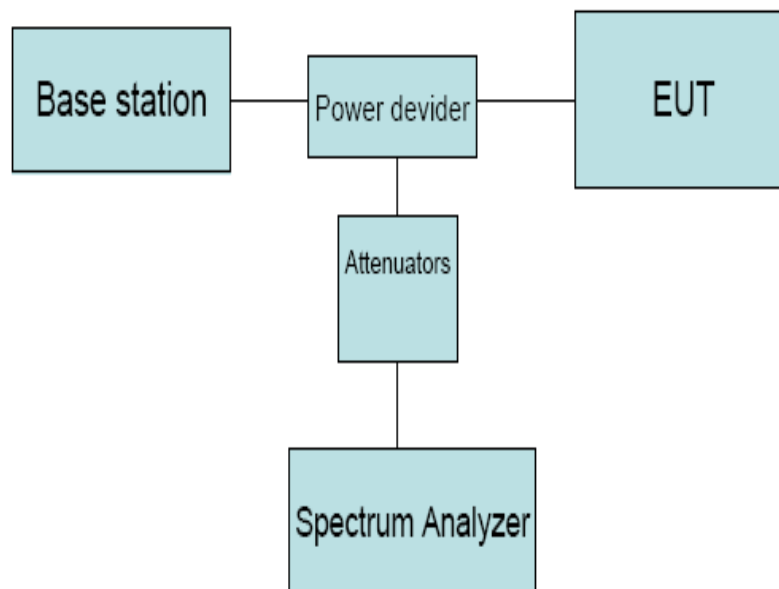 Base station
Power devider
EUT
Attenuators
Spectrum Analyzer